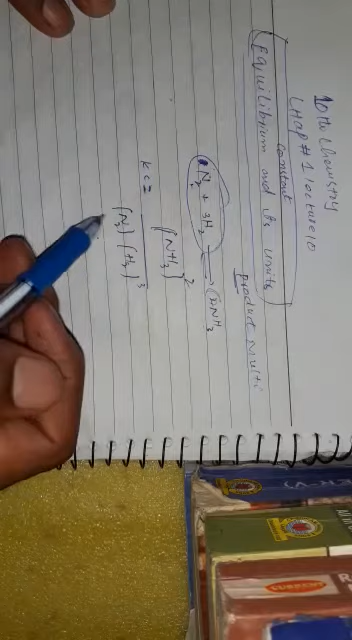 10th chemistry
Chap # 1 lecture 10
constant
Equilibrium and its units
product
N₂ + 3H₂ → 2NH₃
[NH₃]²
Kc =
[N₂] [H₂]³
CURRENT